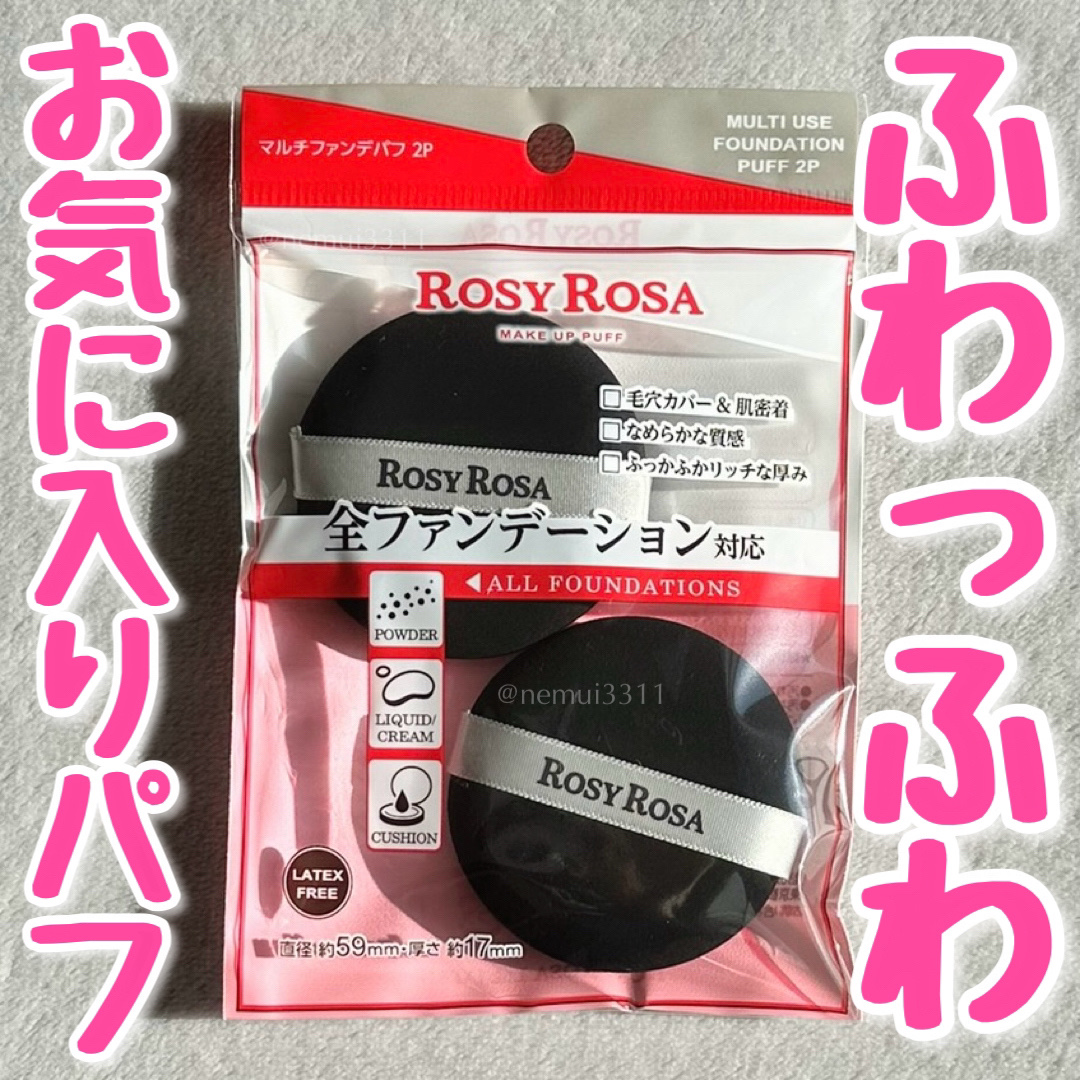 ふわっふわ
お気に入りパフ
マルチファンデパフ 2P
MULTI USE
FOUNDATION
PUFF 2P
@nemui3311
ROSY ROSA
MAKE UP PUFF
□毛穴カバー&肌密着
□なめらかな質感
□ふっかふかリッチな厚み
ROSY ROSA
全ファンデーション対応
◀ALL FOUNDATIONS
POWDER
LIQUID/
CREAM
CUSHION
@nemui3311
ROSY ROSA
LATEX
FREE
直径 約59mm・厚さ 約17mm